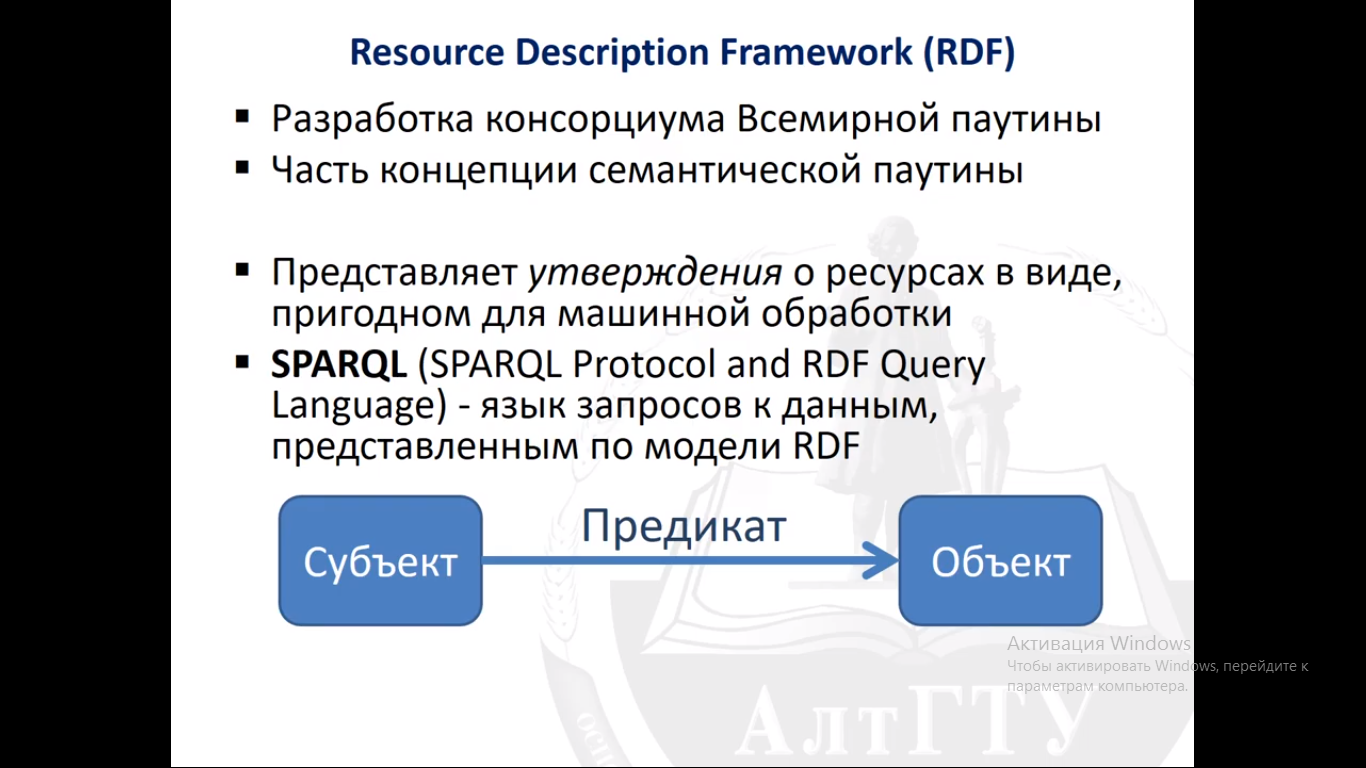 Resource Description Framework (RDF)
▪ Разработка консорциума Всемирной паутины
▪ Часть концепции семантической паутины
▪ Представляет утверждения о ресурсах в виде,
пригодном для машинной обработки
▪ SPARQL (SPARQL Protocol and RDF Query
Language) - язык запросов к данным,
представленным по модели RDF
Субъект
Предикат
Объект
Активация Windows
Чтобы активировать Windows, перейдите к
параметрам компьютера.
АлтГТУ